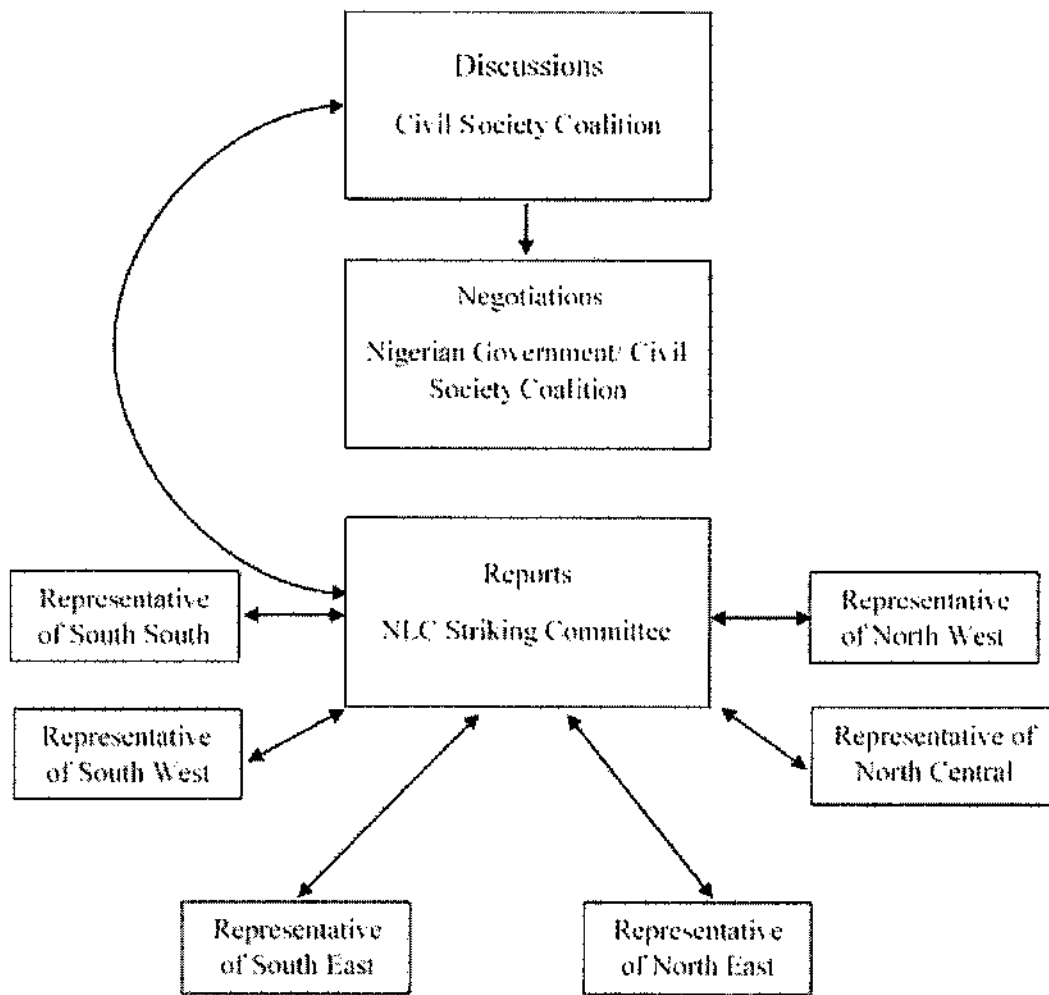 Discussions
Civil Society Coalition
Negotiations
Nigerian Government/ Civil
Society Coalition
Reports
NLC Striking Committee
Representative
of South South
Representative
of North West
Representative
of South West
Representative of
North Central
Representative
of South East
Representative
of North East